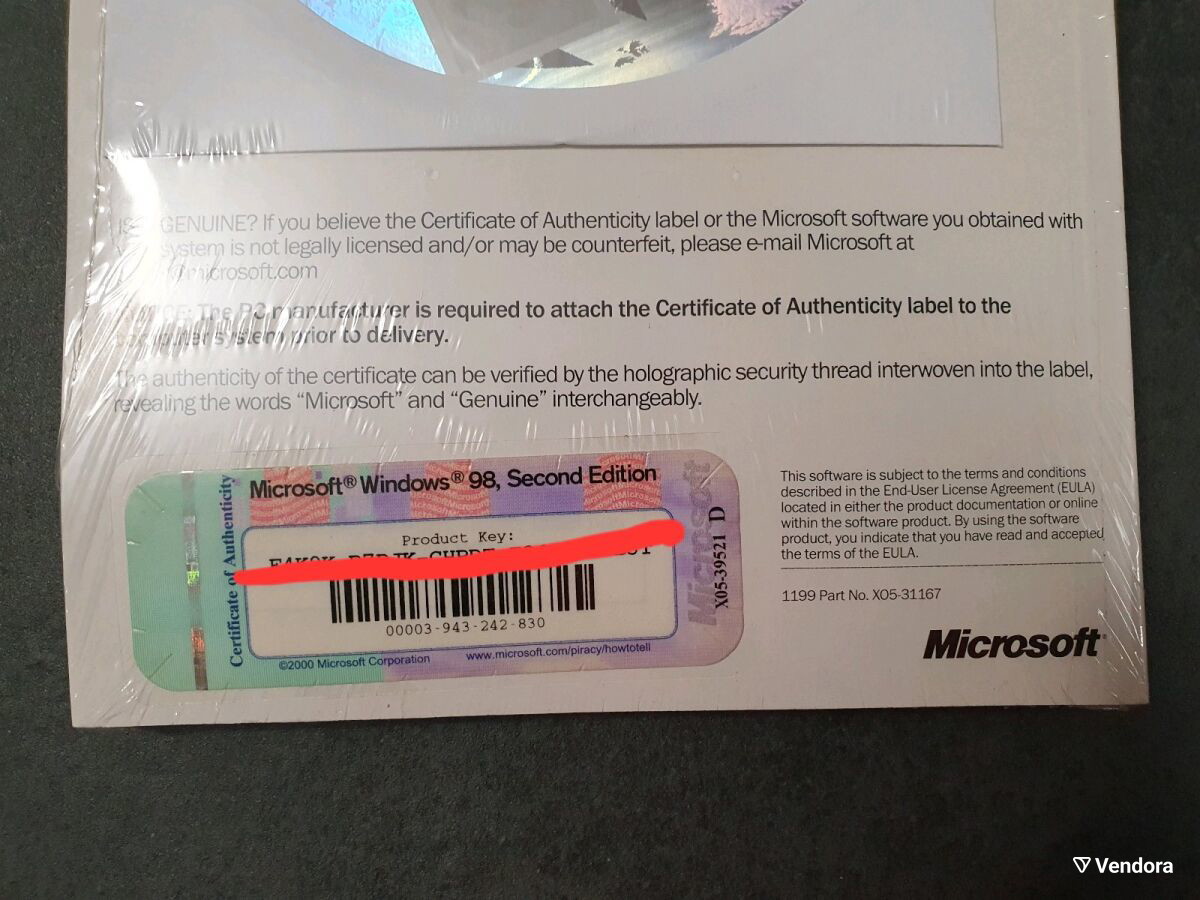 GENUINE? If you believe the Certificate of Authenticity label or the Microsoft software you obtained with
system is not legally licensed and/or may be counterfeit, please e-mail Microsoft at
@microsoft.com
The PC manufacturer is required to attach the Certificate of Authenticity label to the
computer system prior to delivery.
The authenticity of the certificate can be verified by the holographic security thread interwoven into the label,
revealing the words “Microsoft” and “Genuine” interchangeably.
Certificate of Authenticity
Microsoft® Windows® 98, Second Edition
Product Key:
00003-943-242-830
©2000 Microsoft Corporation
www.microsoft.com/piracy/howtotell
Microsoft
X05-39521 D
This software is subject to the terms and conditions
described in the End-User License Agreement (EULA)
located in either the product documentation or online
within the software product. By using the software
product, you indicate that you have read and accepted
the terms of the EULA.
1199 Part No. X05-31167
Microsoft®
Vendora